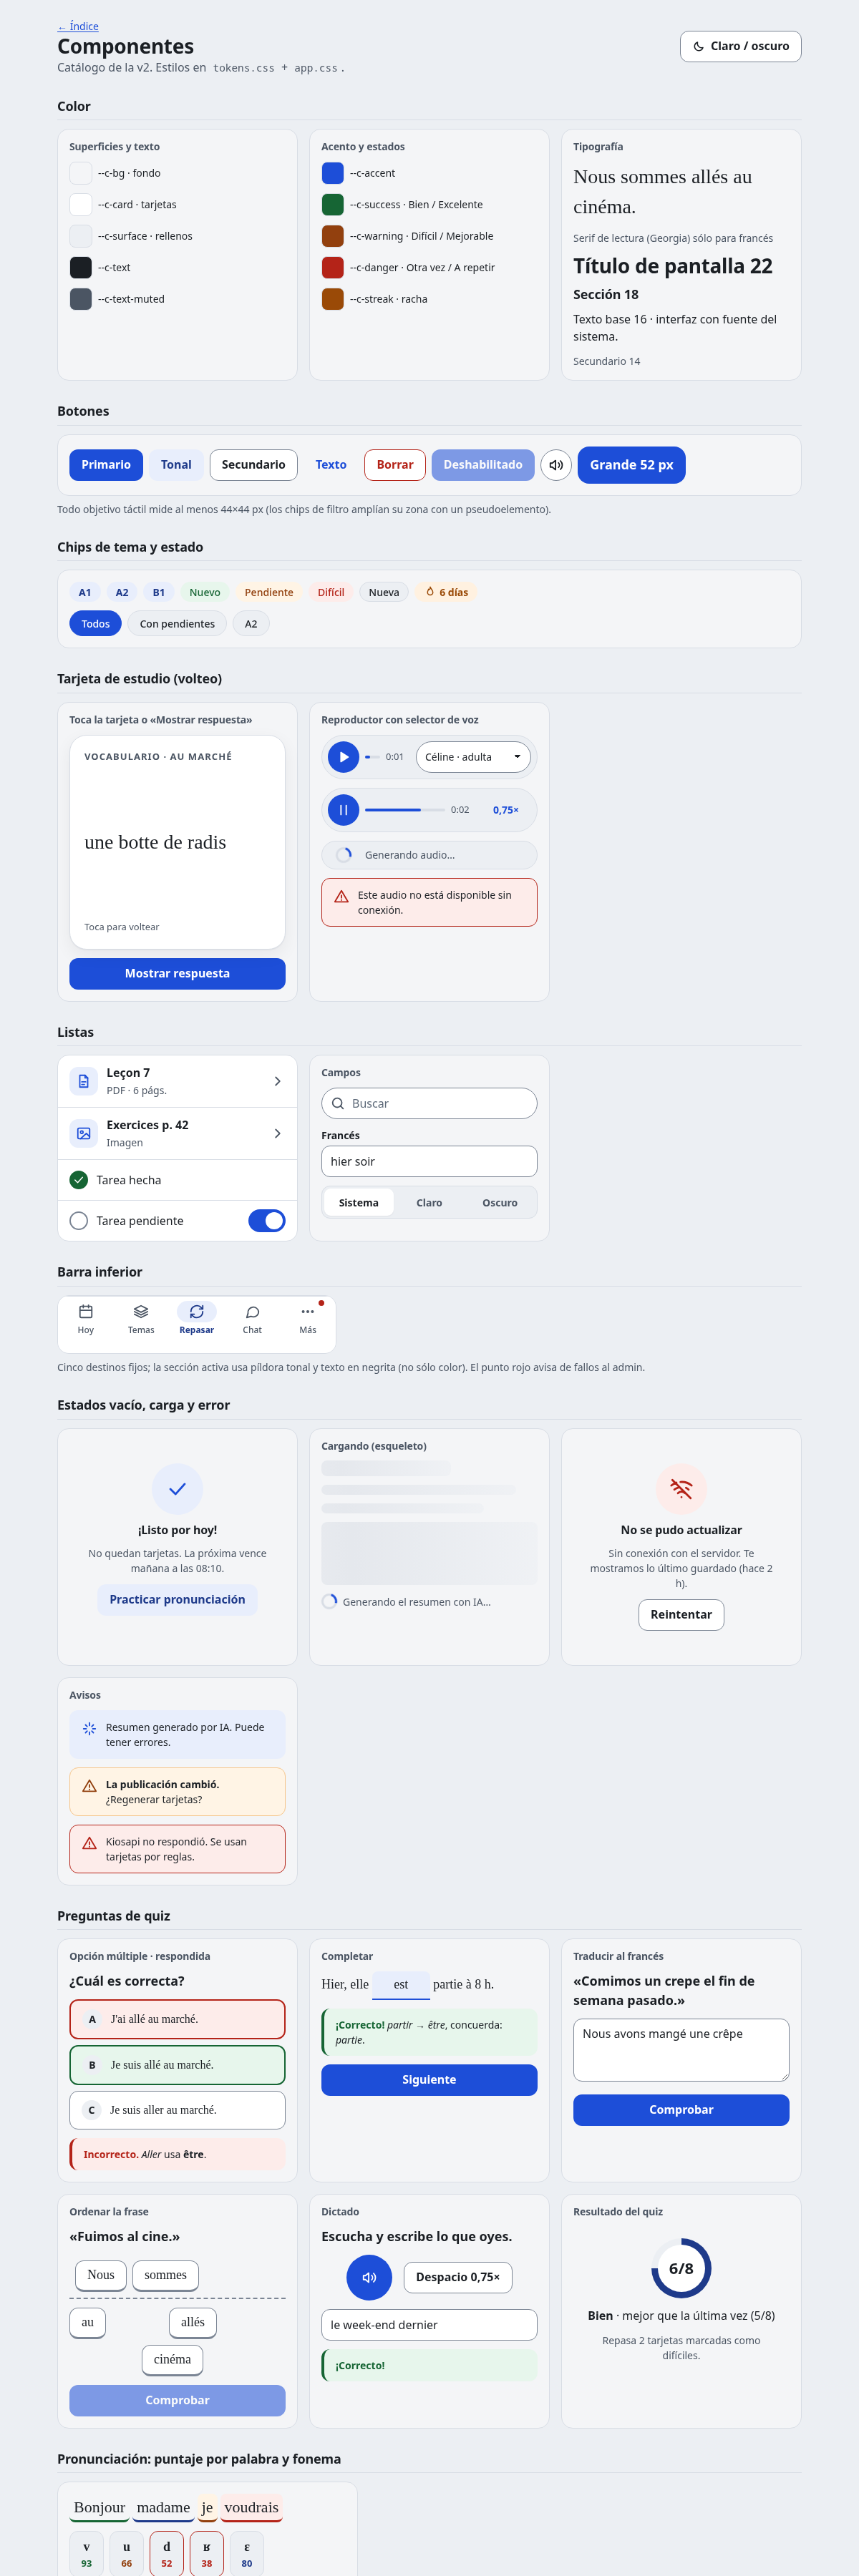 ← Índice
Componentes
Catálogo de la v2. Estilos en tokens.css + app.css.
Claro / oscuro
Color
Superficies y texto
--c-bg · fondo
--c-card · tarjetas
--c-surface · rellenos
--c-text
--c-text-muted
Acento y estados
--c-accent
--c-success · Bien / Excelente
--c-warning · Difícil / Mejorable
--c-danger · Otra vez / A repetir
--c-streak · racha
Tipografía
Nous sommes allés au
cinéma.
Serif de lectura (Georgia) sólo para francés
Título de pantalla 22
Sección 18
Texto base 16 · interfaz con fuente del
sistema.
Secundario 14
Botones
Primario Tonal Secundario Texto Borrar Deshabilitado Grande 52 px
Todo objetivo táctil mide al menos 44×44 px (los chips de filtro amplían su zona con un pseudoelemento).
Chips de tema y estado
A1 A2 B1 Nuevo Pendiente Difícil Nueva 6 días
Todos Con pendientes A2
Tarjeta de estudio (volteo)
Toca la tarjeta o «Mostrar respuesta»
VOCABULARIO · AU MARCHÉ
une botte de radis
Toca para voltear
Mostrar respuesta
Reproductor con selector de voz
0:01 Céline · adulta
0:02 0,75×
Generando audio…
Este audio no está disponible sin
conexión.
Listas
Leçon 7
PDF · 6 págs.
Exercices p. 42
Imagen
Tarea hecha
Tarea pendiente
Campos
Buscar
Francés
hier soir
Sistema Claro Oscuro
Barra inferior
Hoy Temas Repasar Chat Más
Cinco destinos fijos; la sección activa usa píldora tonal y texto en negrita (no sólo color). El punto rojo avisa de fallos al admin.
Estados vacío, carga y error
¡Listo por hoy!
No quedan tarjetas. La próxima vence
mañana a las 08:10.
Practicar pronunciación
Cargando (esqueleto)
Generando el resumen con IA…
No se pudo actualizar
Sin conexión con el servidor. Te
mostramos lo último guardado (hace 2
h).
Reintentar
Avisos
Resumen generado por IA. Puede
tener errores.
La publicación cambió.
¿Regenerar tarjetas?
Kiosapi no respondió. Se usan
tarjetas por reglas.
Preguntas de quiz
Opción múltiple · respondida
¿Cuál es correcta?
A J'ai allé au marché.
B Je suis allé au marché.
C Je suis aller au marché.
Incorrecto. Aller usa être.
Completar
Hier, elle est partie à 8 h.
¡Correcto! partir → être, concuerda:
partie.
Siguiente
Traducir al francés
«Comimos un crepe el fin de
semana pasado.»
Nous avons mangé une crêpe
Comprobar
Ordenar la frase
«Fuimos al cine.»
Nous sommes
au allés
cinéma
Comprobar
Dictado
Escucha y escribe lo que oyes.
Despacio 0,75×
le week-end dernier
¡Correcto!
Resultado del quiz
6/8
Bien · mejor que la última vez (5/8)
Repasa 2 tarjetas marcadas como
difíciles.
Pronunciación: puntaje por palabra y fonema
Bonjour madame je voudrais
v u d ʁ ɛ
93 66 52 38 80